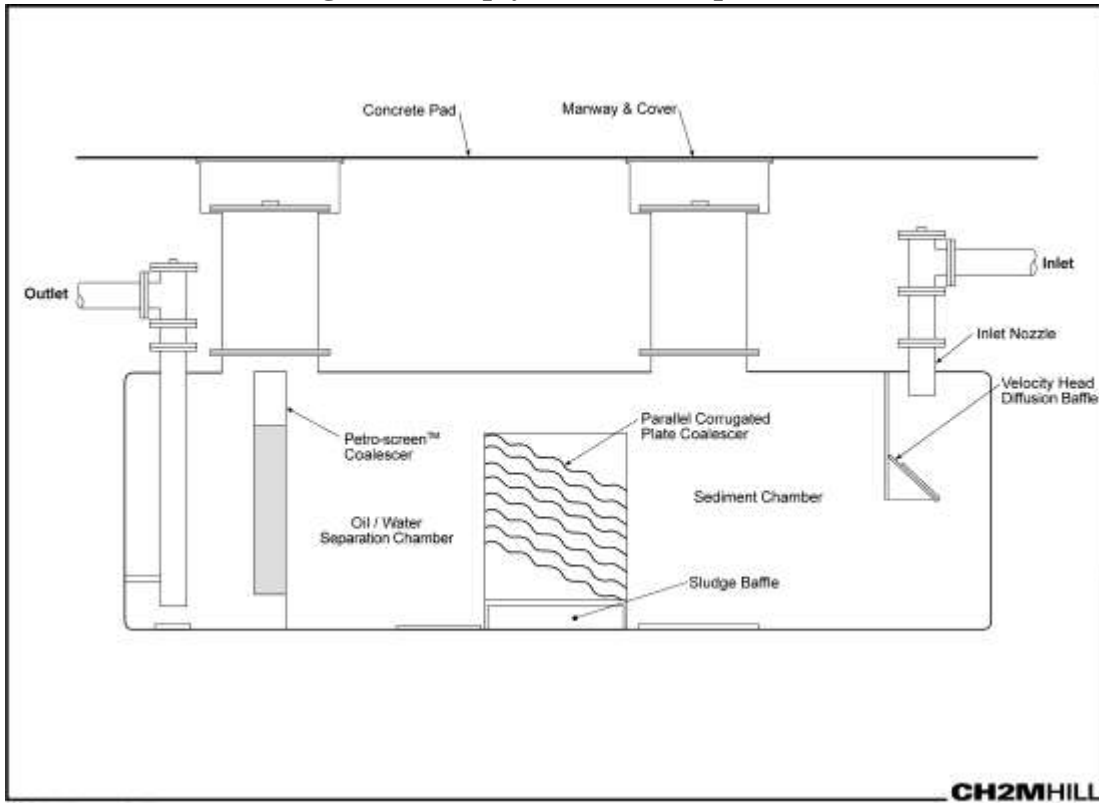 Concrete Pad
Manway & Cover
Outlet
Inlet
Inlet Nozzle
Velocity Head
Diffusion Baffle
Petro-screen™
Coalescer
Parallel Corrugated
Plate Coalescer
Sediment Chamber
Oil / Water
Separation Chamber
Sludge Baffle
CH2MHILL